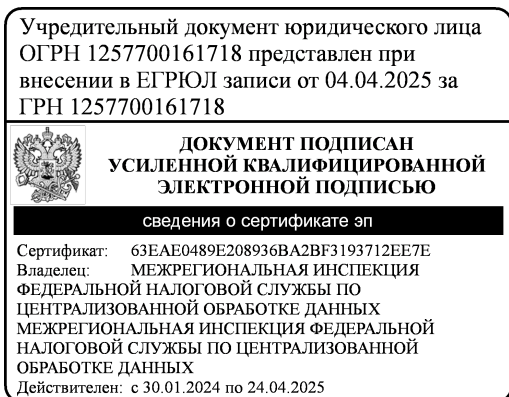 Учредительный документ юридического лица
ОГРН 1257700161718 представлен при
внесении в ЕГРЮЛ записи от 04.04.2025 за
ГРН 1257700161718
ДОКУМЕНТ ПОДПИСАН
УСИЛЕННОЙ КВАЛИФИЦИРОВАННОЙ
ЭЛЕКТРОННОЙ ПОДПИСЬЮ
сведения о сертификате эп
Сертификат: 63EAE0489E208936BA2BF3193712EE7E
Владелец: МЕЖРЕГИОНАЛЬНАЯ ИНСПЕКЦИЯ
ФЕДЕРАЛЬНОЙ НАЛОГОВОЙ СЛУЖБЫ ПО
ЦЕНТРАЛИЗОВАННОЙ ОБРАБОТКЕ ДАННЫХ
МЕЖРЕГИОНАЛЬНАЯ ИНСПЕКЦИЯ ФЕДЕРАЛЬНОЙ
НАЛОГОВОЙ СЛУЖБЫ ПО ЦЕНТРАЛИЗОВАННОЙ
ОБРАБОТКЕ ДАННЫХ
Действителен: с 30.01.2024 по 24.04.2025